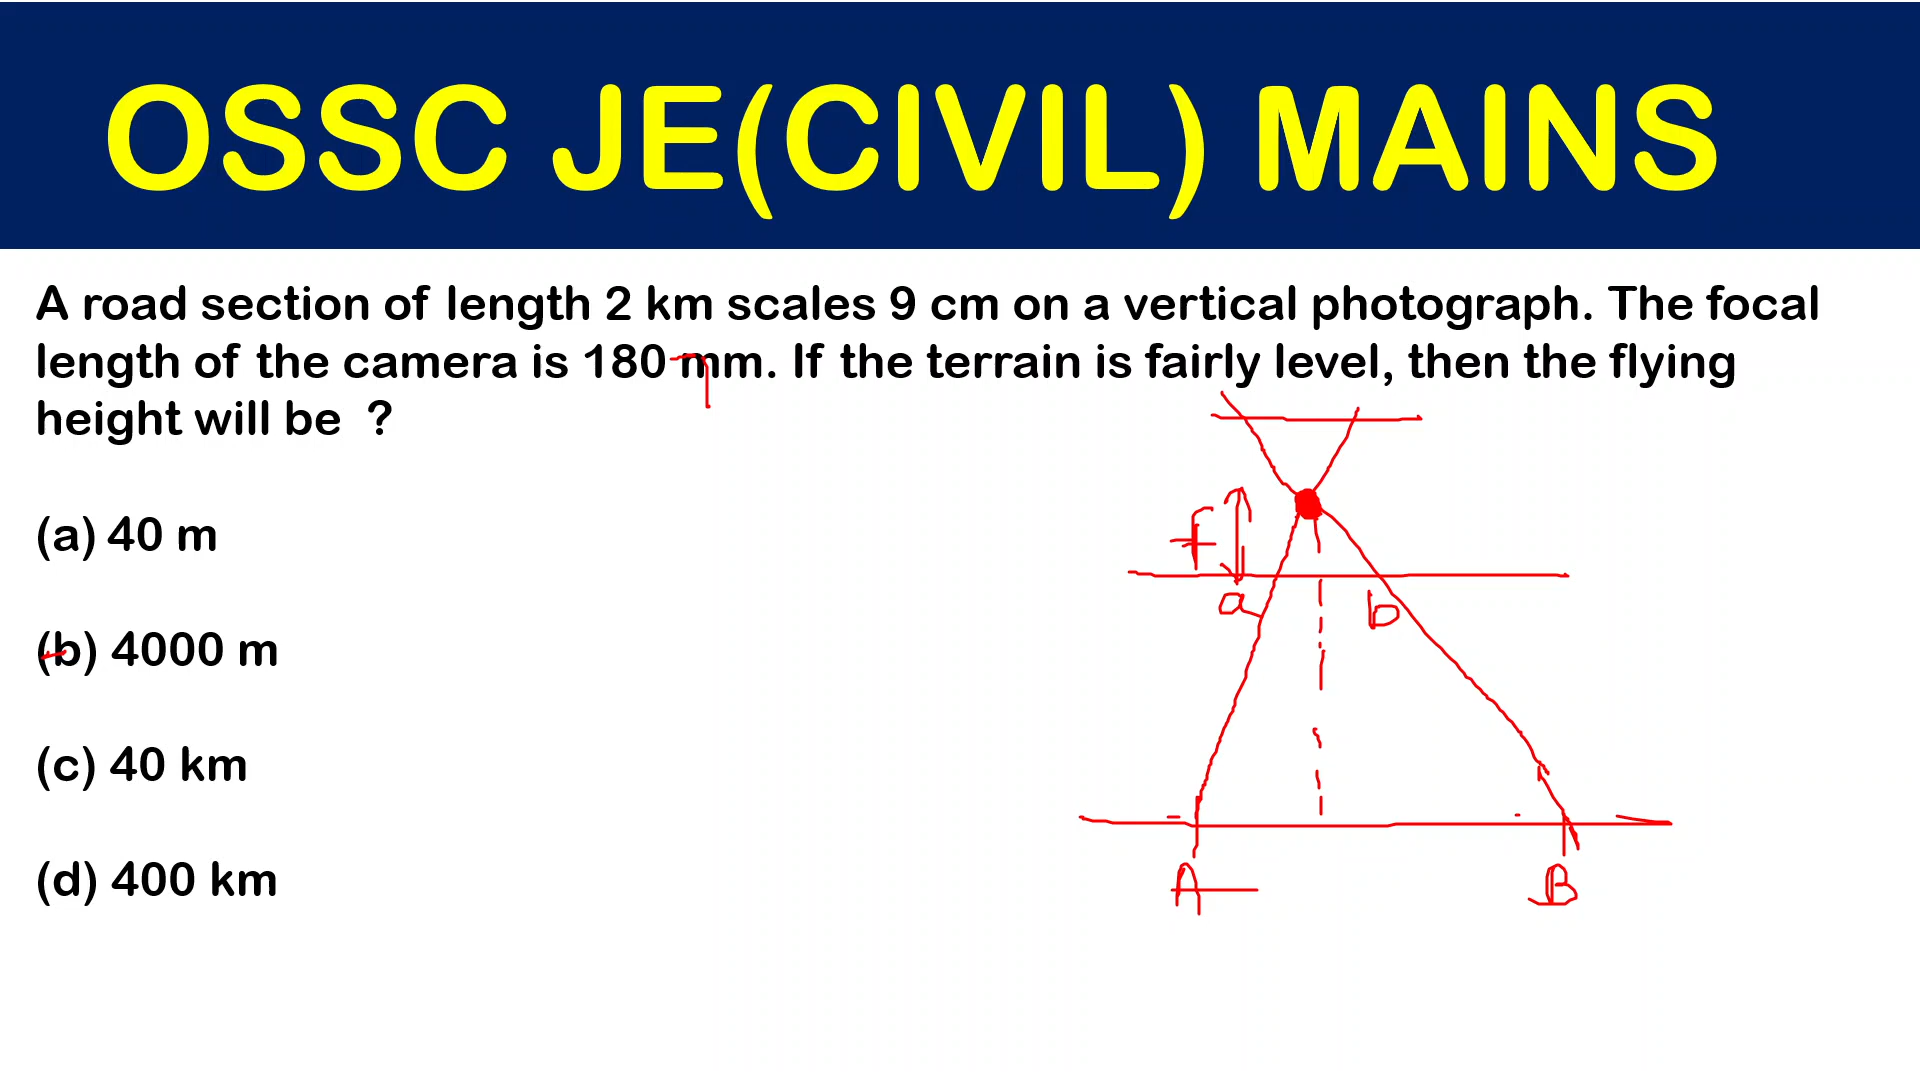 OSSC JE(CIVIL) MAINS
A road section of length 2 km scales 9 cm on a vertical photograph. The focal
length of the camera is 180 mm. If the terrain is fairly level, then the flying
height will be ?
(a) 40 m
f
a b
(b) 4000 m
(c) 40 km
(d) 400 km
A B